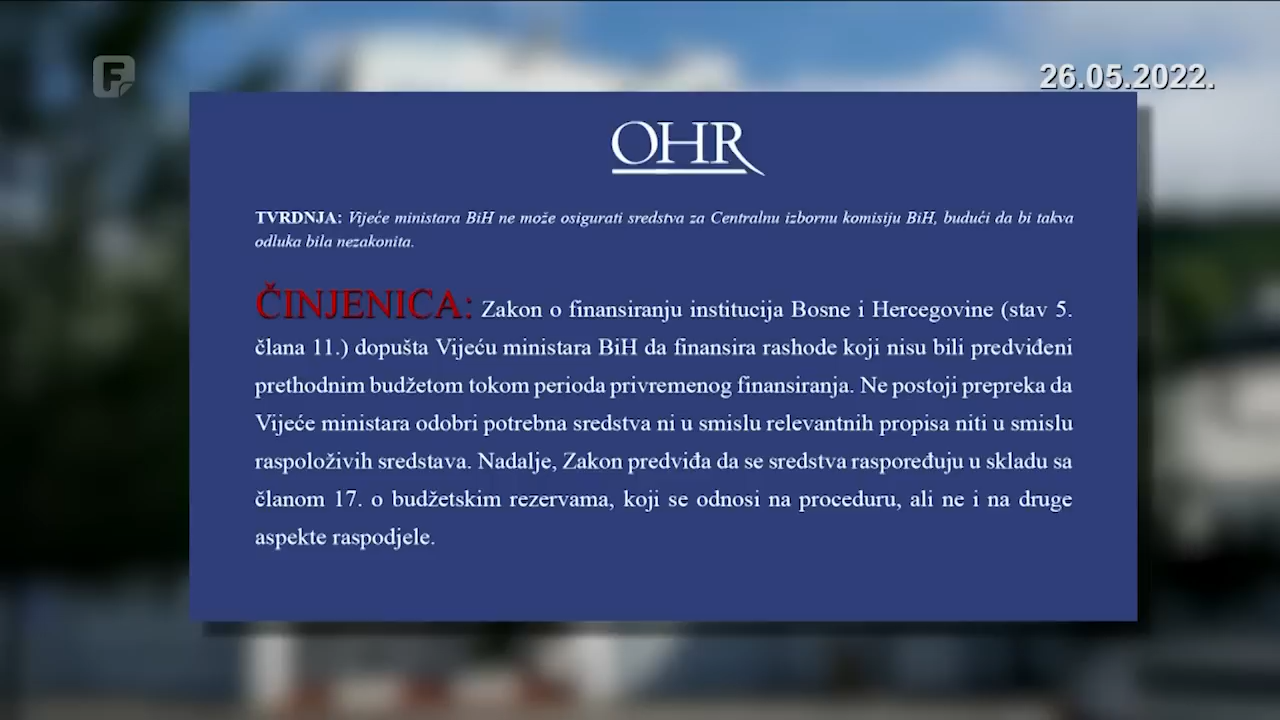 F
26.05.2022.
OHR
TVRDNJA: Vijeće ministara BiH ne može osigurati sredstva za Centralnu izbornu komisiju BiH, budući da bi takva
odluka bila nezakonita.
ČINJENICA: Zakon o finansiranju institucija Bosne i Hercegovine (stav 5.
člana 11.) dopušta Vijeću ministara BiH da finansira rashode koji nisu bili predviđeni
prethodnim budžetom tokom perioda privremenog finansiranja. Ne postoji prepreka da
Vijeće ministara odobri potrebna sredstva ni u smislu relevantnih propisa niti u smislu
raspoloživih sredstava. Nadalje, Zakon predviđa da se sredstva raspoređuju u skladu sa
članom 17. o budžetskim rezervama, koji se odnosi na proceduru, ali ne i na druge
aspekte raspodjele.